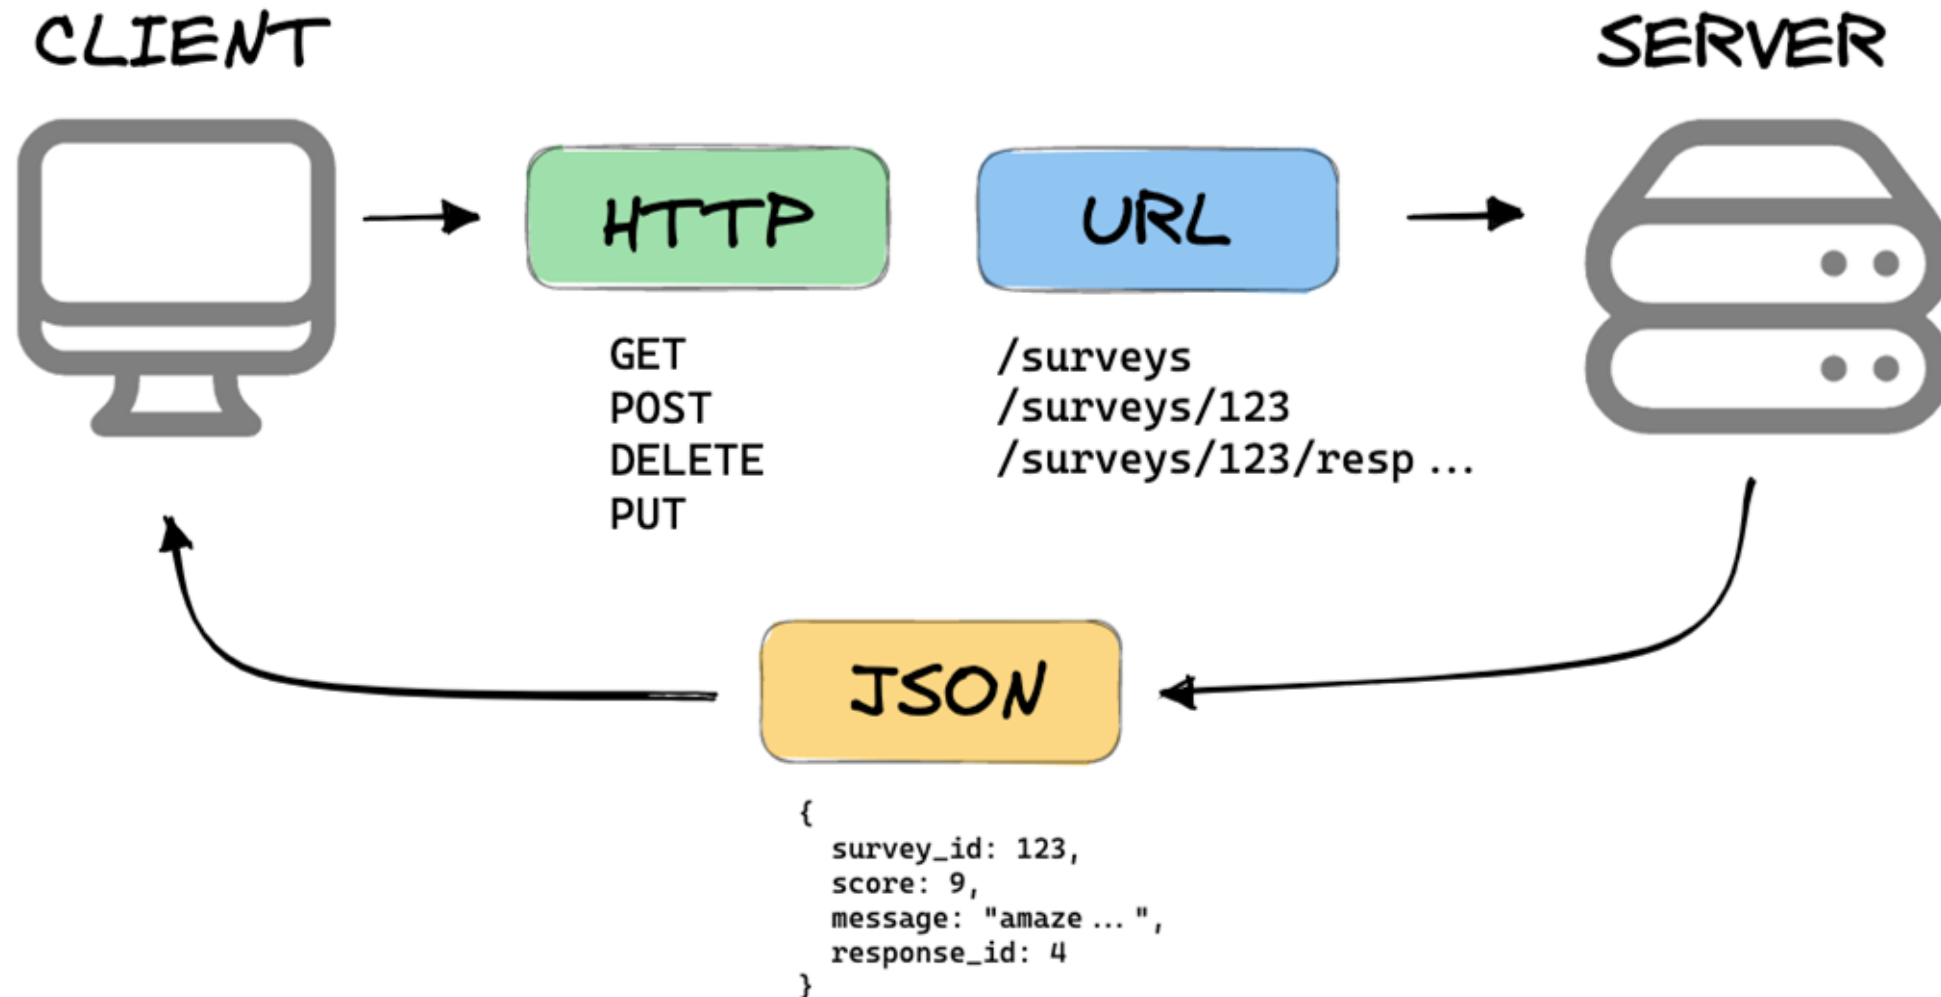 CLIENT
SERVER
HTTP
URL
GET
POST
DELETE
PUT
/surveys
/surveys/123
/surveys/123/resp ...
JSON
{
survey_id: 123,
score: 9,
message: "amaze ... ",
response_id: 4
}